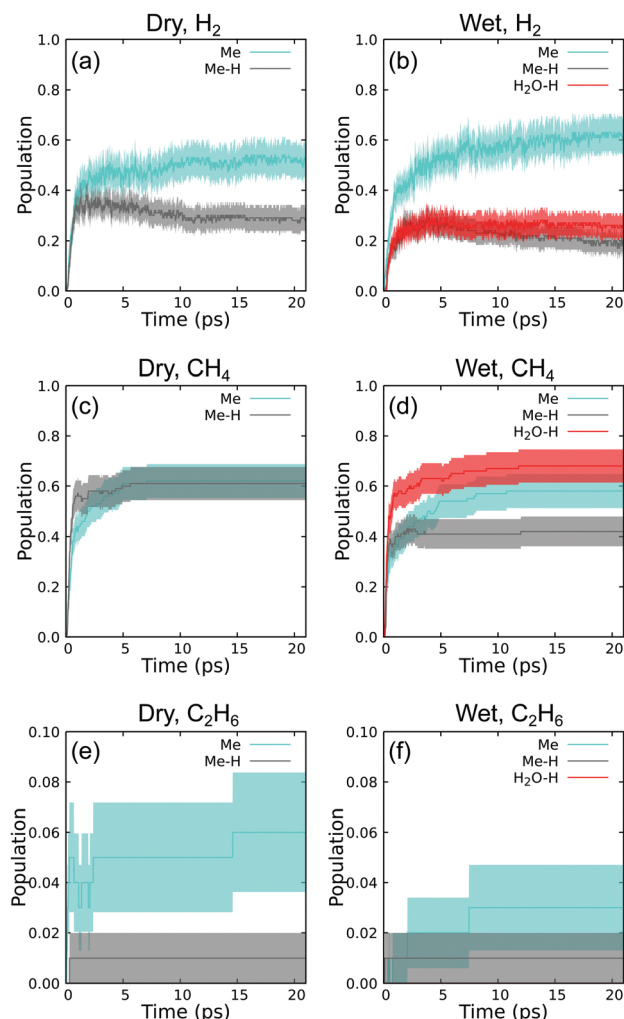 Dry, H₂
Wet, H₂
(a)
Me
Me-H
(b)
Me
Me-H
H₂O-H
Population
1.0
0.8
0.6
0.4
0.2
0.0
0 5 10 15 20
Time (ps)
Population
1.0
0.8
0.6
0.4
0.2
0.0
0 5 10 15 20
Time (ps)
Dry, CH₄
Wet, CH₄
(c)
Me
Me-H
(d)
Me
Me-H
H₂O-H
Population
1.0
0.8
0.6
0.4
0.2
0.0
0 5 10 15 20
Time (ps)
Population
1.0
0.8
0.6
0.4
0.2
0.0
0 5 10 15 20
Time (ps)
Dry, C₂H₆
Wet, C₂H₆
(e)
Me
Me-H
(f)
Me
Me-H
H₂O-H
Population
0.10
0.08
0.06
0.04
0.02
0.00
0 5 10 15 20
Time (ps)
Population
0.10
0.08
0.06
0.04
0.02
0.00
0 5 10 15 20
Time (ps)